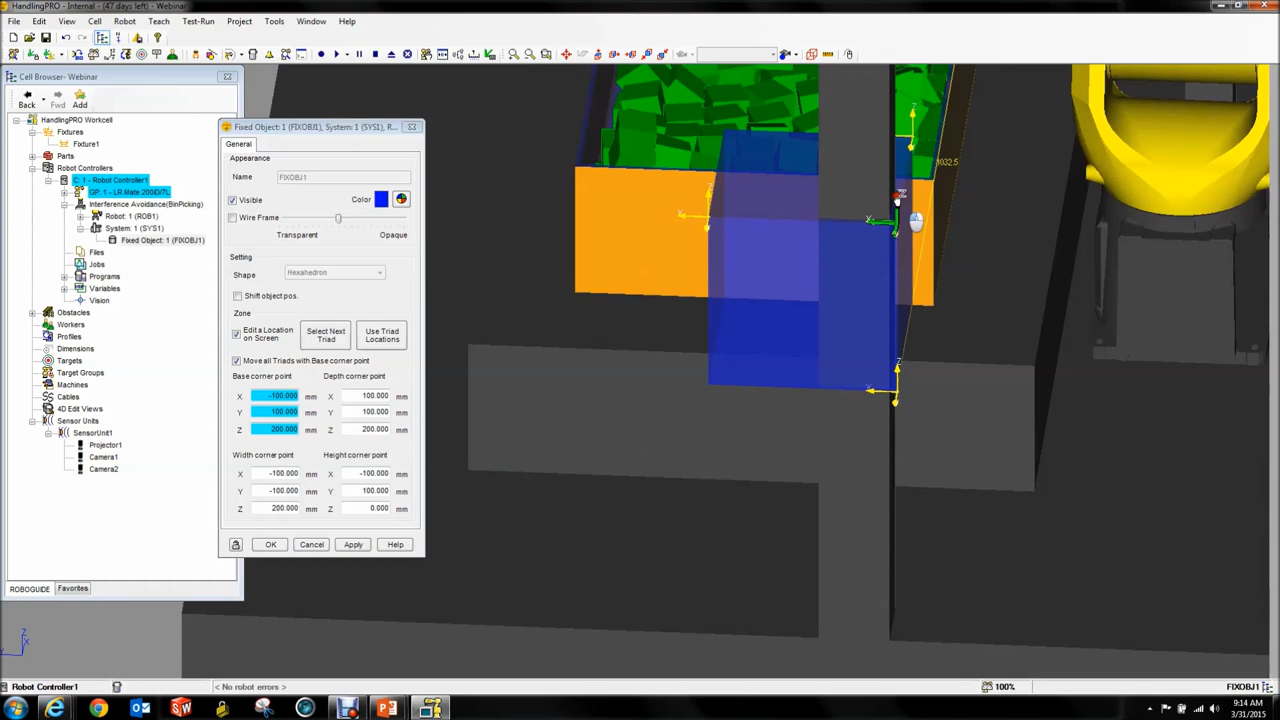 HandlingPRO - Internal - (47 days left) - Webinar
File Edit View Cell Robot Teach Test-Run Project Tools Window Help
Cell Browser- Webinar
Back Fwd Add
HandlingPRO Workcell
Fixtures
Fixture1
Parts
Robot Controllers
C: 1 - Robot Controller1
GP: 1 - LR Mate 200iD/7L
Interference Avoidance(BinPicking)
Robot: 1 (ROB1)
System: 1 (SYS1)
Fixed Object: 1 (FIXOBJ1)
Files
Jobs
Programs
Variables
Vision
Obstacles
Workers
Profiles
Dimensions
Targets
Target Groups
Machines
Cables
4D Edit Views
Sensor Units
SensorUnit1
Projector1
Camera1
Camera2
ROBOGUIDE Favorites
Fixed Object: 1 (FIXOBJ1), System: 1 (SYS1), R...
General
Appearance
Name FIXOBJ1
Visible Color
Wire Frame
Transparent Opaque
Setting
Shape Hexahedron
Shift object pos.
Zone
Edit a Location on Screen
Select Next Triad
Use Triad Locations
Move all Triads with Base corner point
Base corner point Depth corner point
X -100.000 mm X 100.000 mm
Y 100.000 mm Y 100.000 mm
Z 200.000 mm Z 200.000 mm
Width corner point Height corner point
X -100.000 mm X -100.000 mm
Y -100.000 mm Y 100.000 mm
Z 200.000 mm Z 0.000 mm
OK Cancel Apply Help
Z
1032.5
X
Z
Robot Controller1 < No robot errors > 100% FIXOBJ1
9:14 AM
3/31/2015